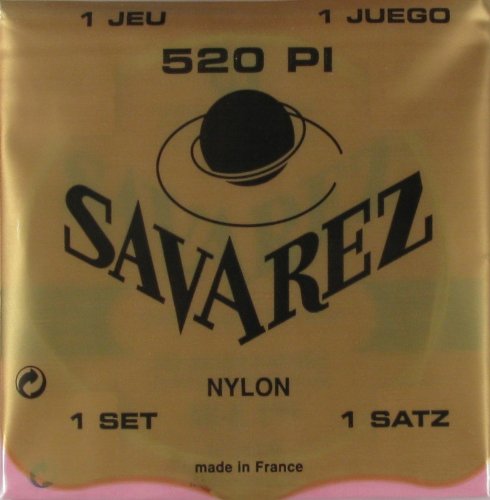 1 JEU 1 JUEGO
520 PI
SAVAREZ
NYLON
1 SET 1 SATZ
made in France